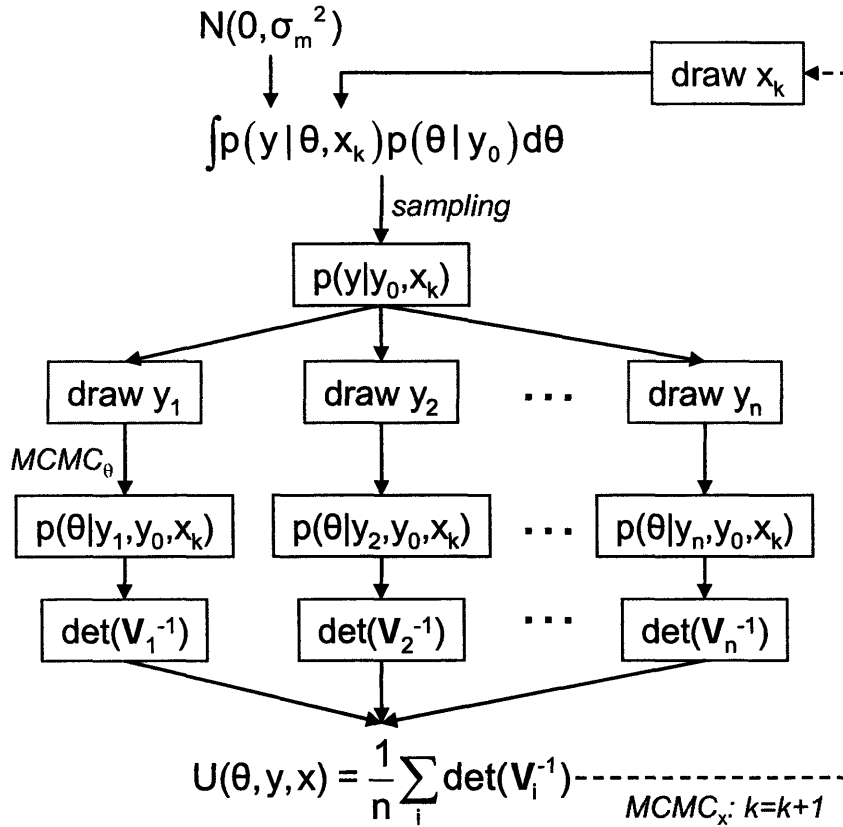 N(0,σₘ²)
draw xₖ
∫p(y|θ,xₖ)p(θ|y₀)dθ
sampling
p(y|y₀,xₖ)
draw y₁ draw y₂ ... draw yₙ
MCMC_θ
p(θ|y₁,y₀,xₖ) p(θ|y₂,y₀,xₖ) ... p(θ|yₙ,y₀,xₖ)
det(V₁⁻¹) det(V₂⁻¹) ... det(Vₙ⁻¹)
U(θ,y,x) = 1/n ∑ᵢ det(Vᵢ⁻¹)
MCMCₓ: k=k+1